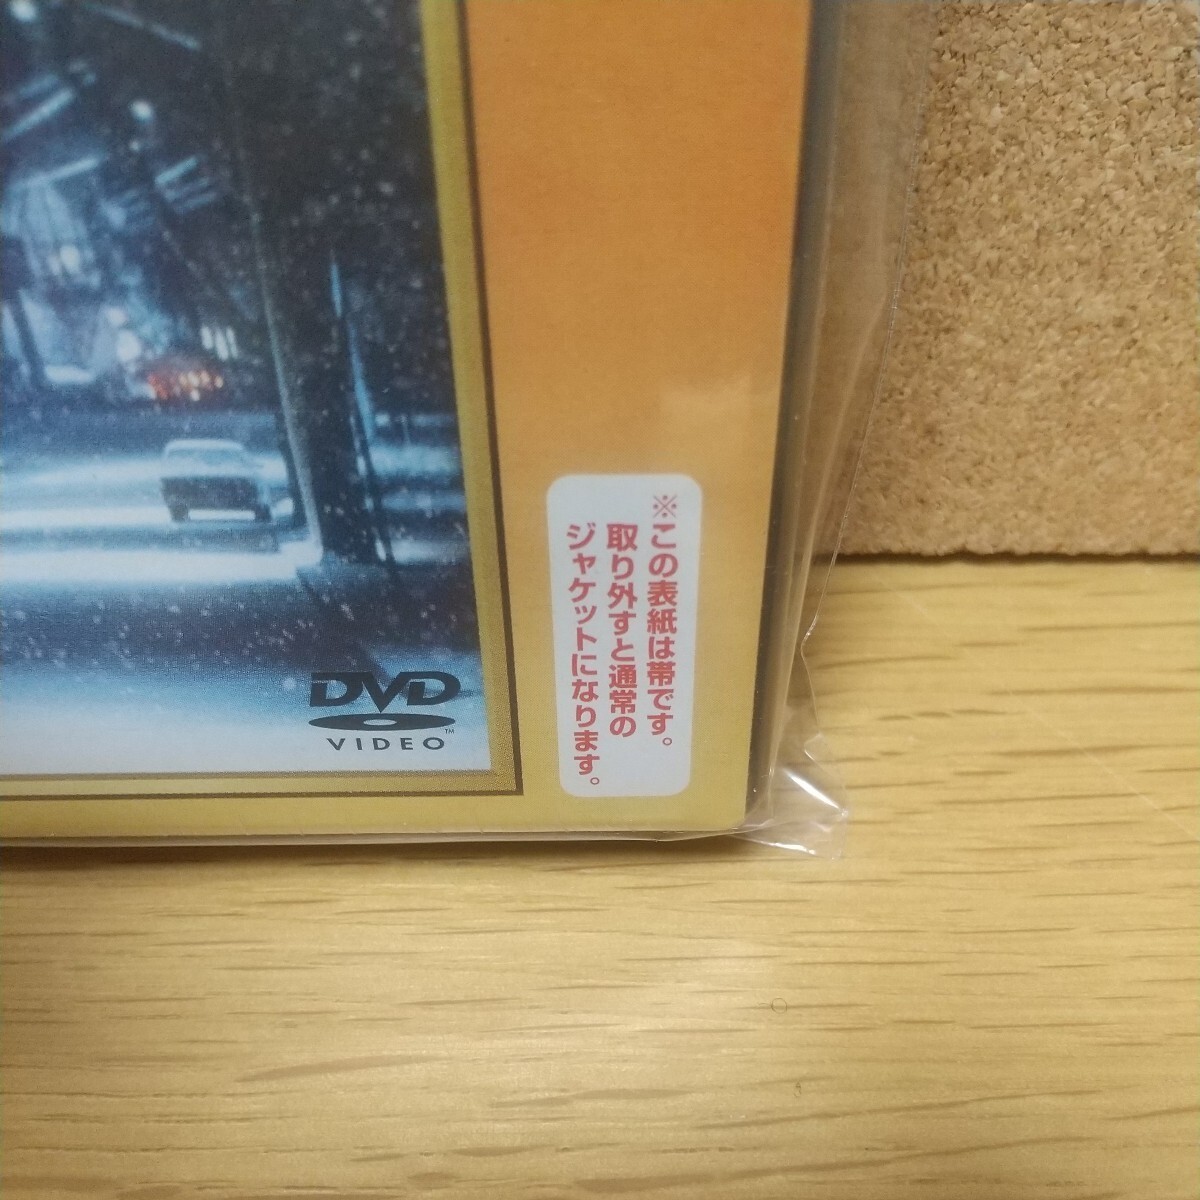 ※この表紙は帯です。
取り外すと通常の
ジャケットになります。
DVD
VIDEO
TM